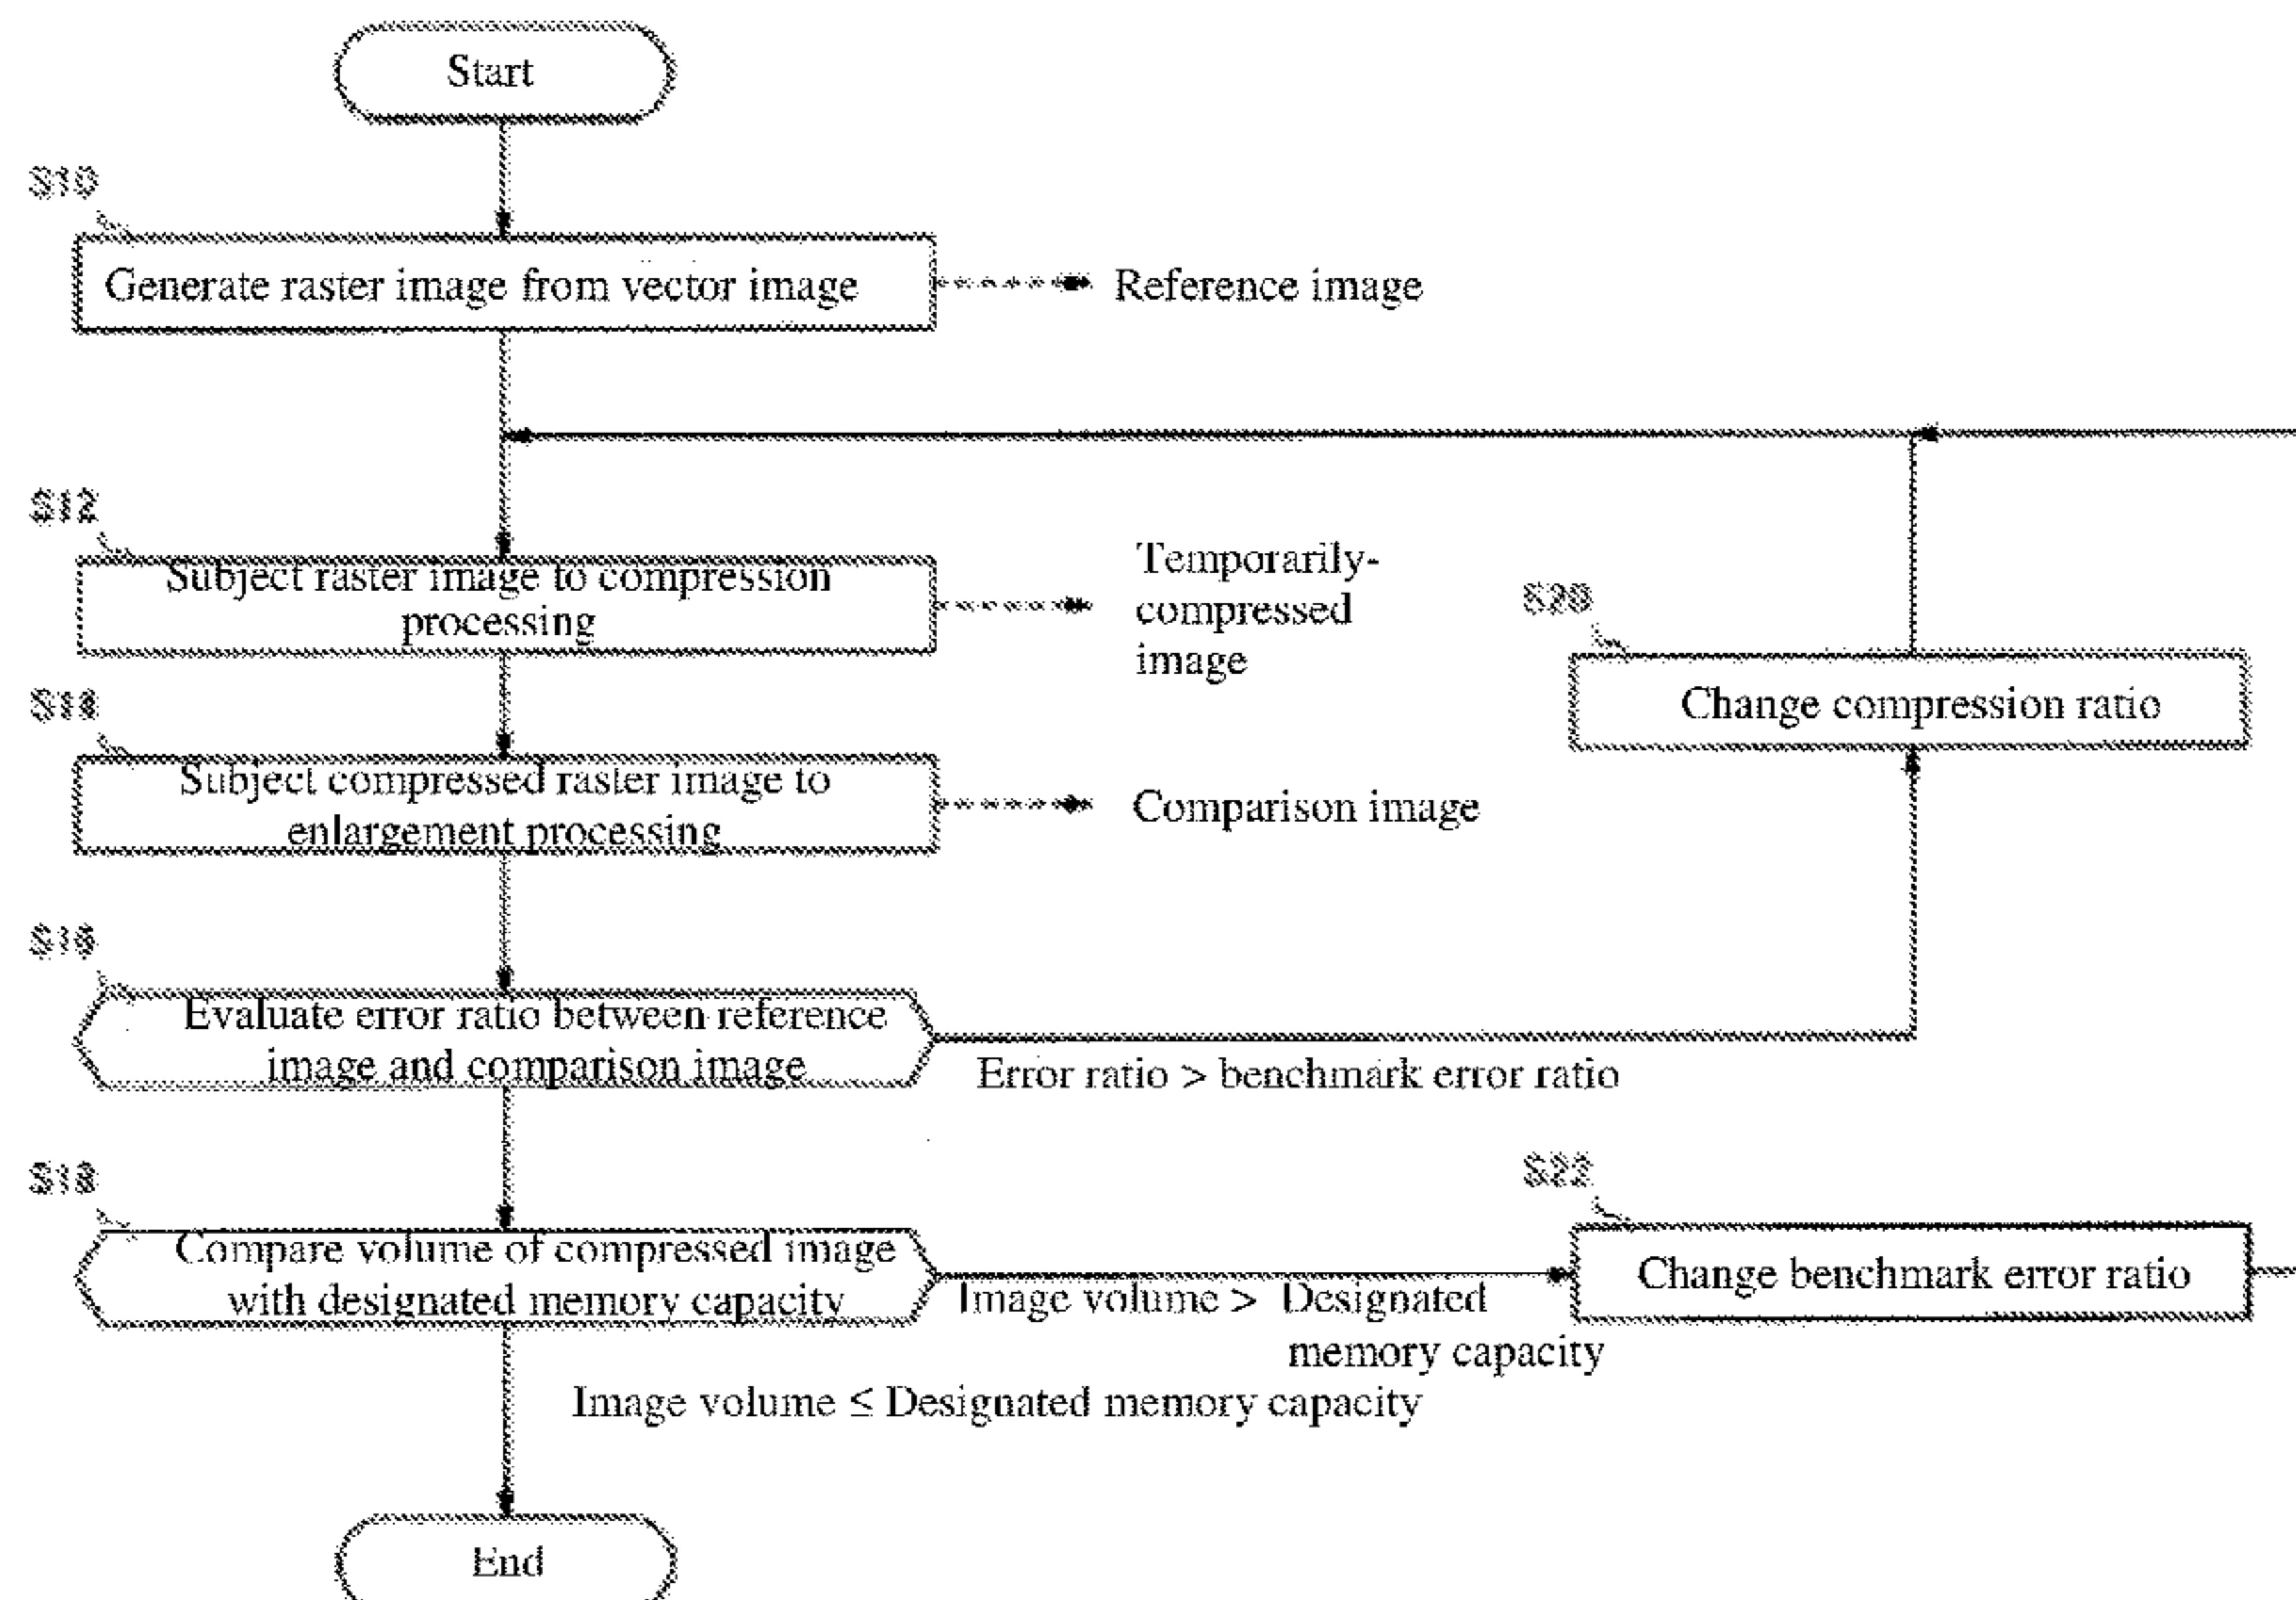 Start
S10
Generate raster image from vector image
Reference image
S12
Subject raster image to compression
processing
Temporarily-
compressed
image
S20
Change compression ratio
S14
Subject compressed raster image to
enlargement processing
Comparison image
S16
Evaluate error ratio between reference
image and comparison image
Error ratio > benchmark error ratio
S18
Compare volume of compressed image
with designated memory capacity
Image volume > Designated
memory capacity
S22
Change benchmark error ratio
Image volume ≤ Designated memory capacity
End